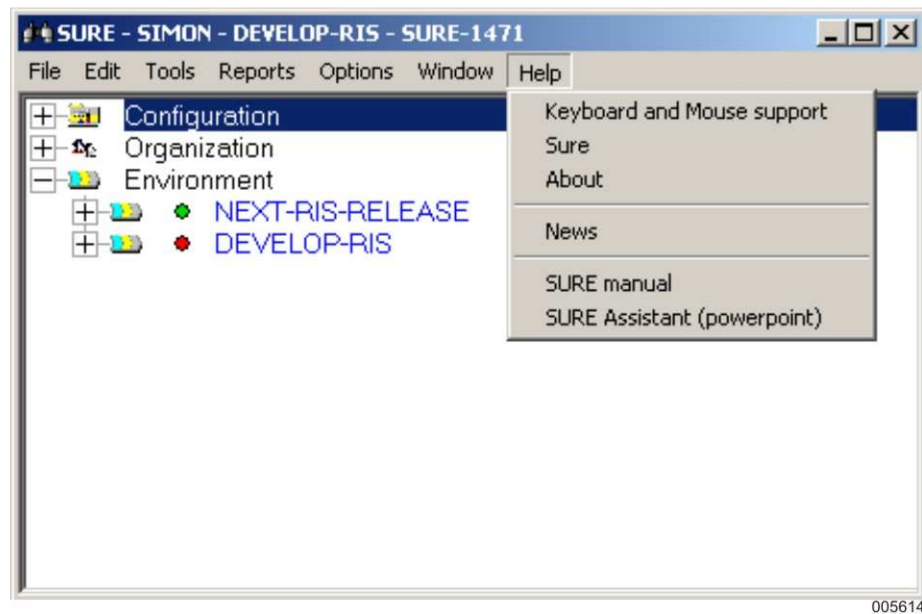 SURE - SIMON - DEVELOP-RIS - SURE-1471
File Edit Tools Reports Options Window Help
Configuration
Organization
Environment
NEXT-RIS-RELEASE
DEVELOP-RIS
Keyboard and Mouse support
Sure
About
News
SURE manual
SURE Assistant (powerpoint)
005614